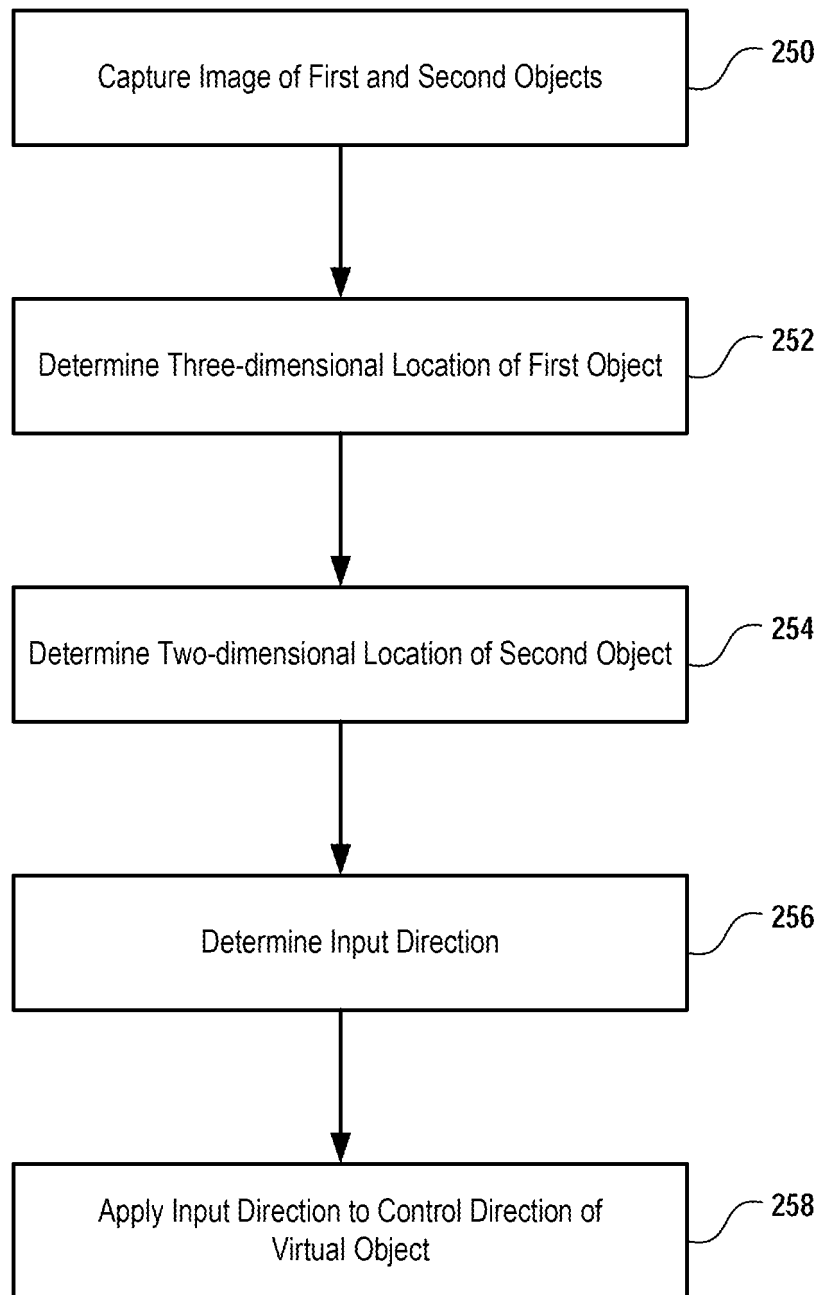 Capture Image of First and Second Objects
250
Determine Three-dimensional Location of First Object
252
Determine Two-dimensional Location of Second Object
254
Determine Input Direction
256
Apply Input Direction to Control Direction of
Virtual Object
258